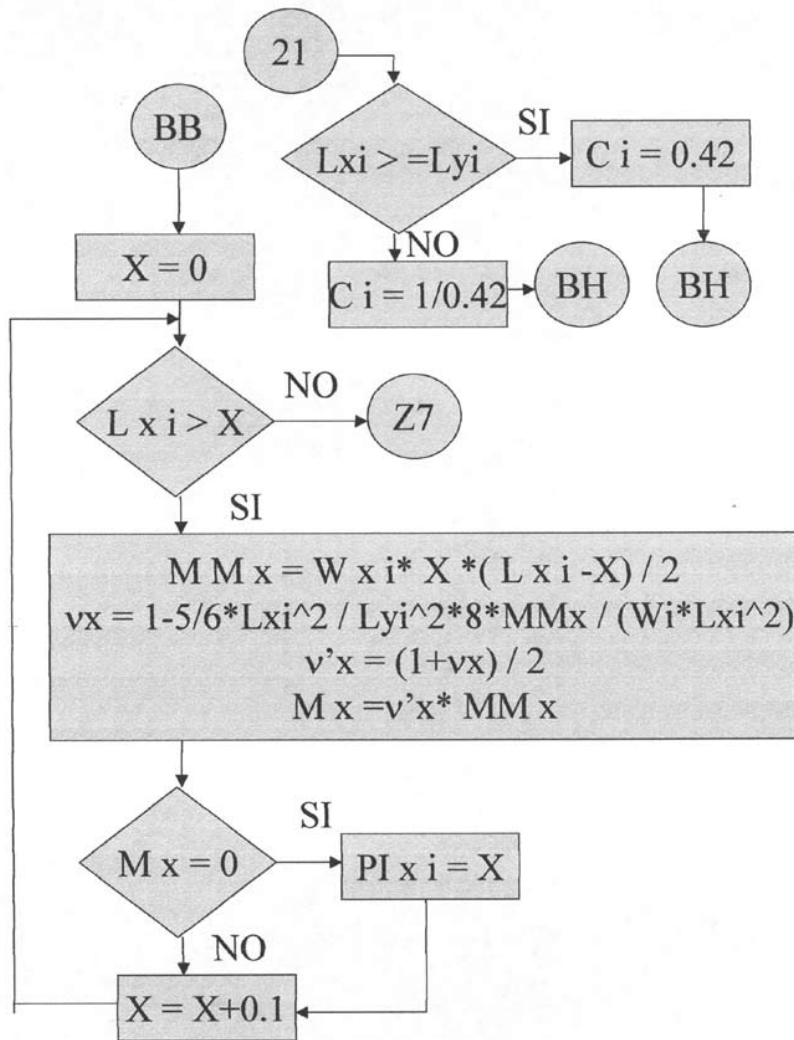 21
BB
SI
Lxi > =Lyi
C i = 0.42
NO
X = 0
C i = 1/0.42
BH
BH
NO
L x i > X
Z7
SI
M M x = W x i* X *( L x i -X) / 2
νx = 1-5/6*Lxi^2 / Lyi^2*8*MMx / (Wi*Lxi^2)
ν’x = (1+νx) / 2
M x =ν’x* MM x
SI
M x = 0
PI x i = X
NO
X = X+0.1